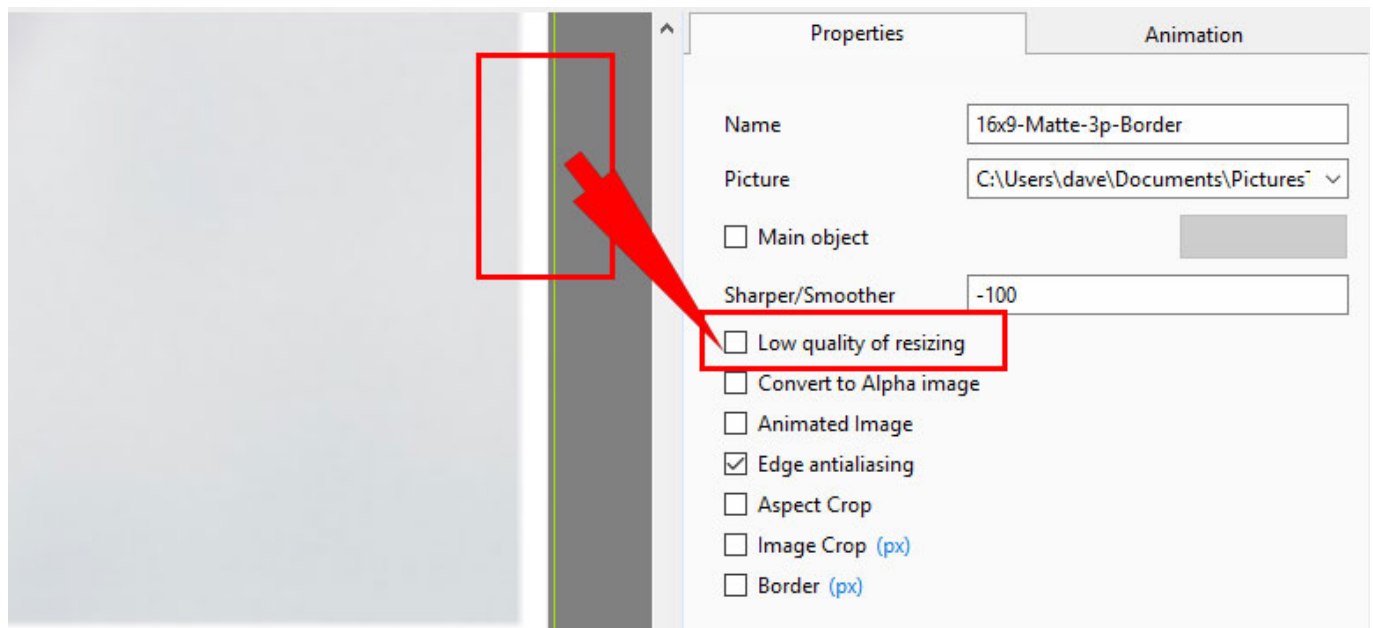 Properties
Animation
Name
16x9-Matte-3p-Border
Picture
C:\Users\dave\Documents\Pictures
Main object
Sharper/Smoother
-100
Low quality of resizing
Convert to Alpha image
Animated Image
Edge antialiasing
Aspect Crop
Image Crop (px)
Border (px)